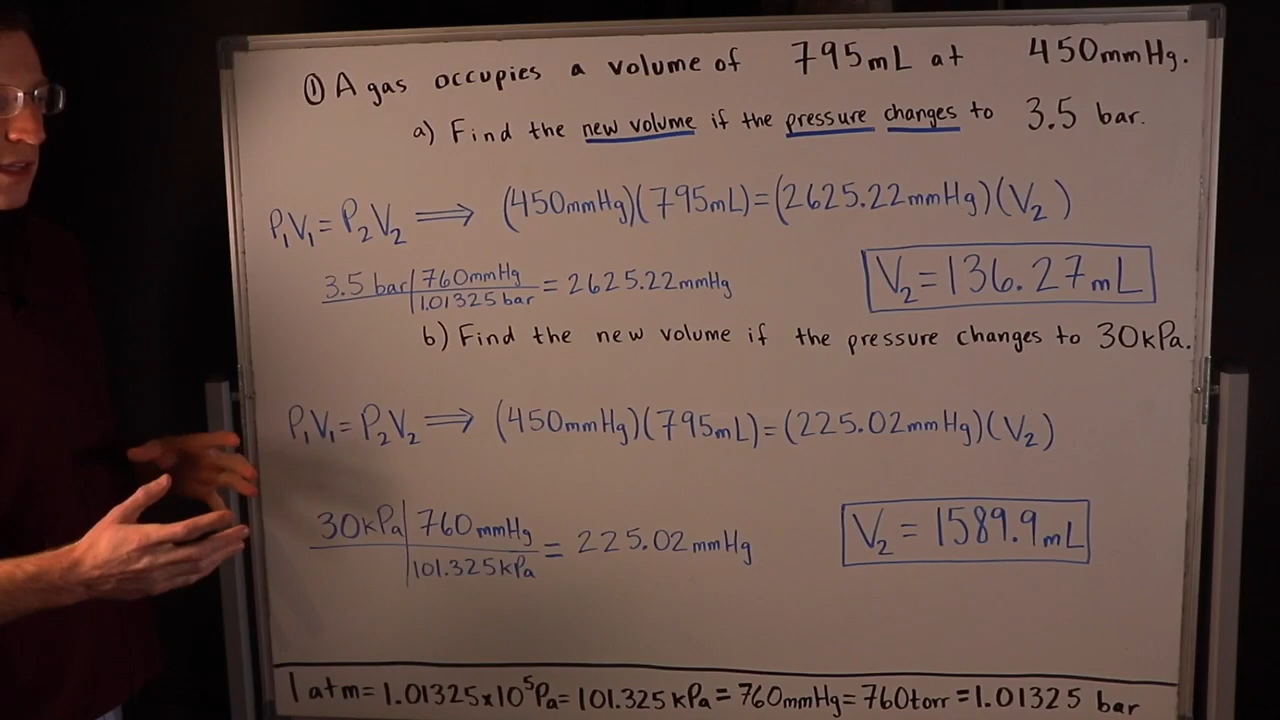 ① A gas occupies a volume of 795mL at 450mmHg.
a) Find the new volume if the pressure changes to 3.5 bar.
P₁V₁=P₂V₂ ⟹ (450mmHg)(795mL)=(2625.22mmHg)(V₂)
3.5 bar | 760mmHg / 1.01325 bar = 2625.22mmHg
V₂=136.27mL
b) Find the new volume if the pressure changes to 30kPa.
P₁V₁=P₂V₂ ⟹ (450mmHg)(795mL)=(225.02mmHg)(V₂)
30kPa | 760mmHg / 101.325kPa = 225.02mmHg
V₂ = 1589.9mL
1 atm=1.01325x10⁵Pa=101.325 kPa=760mmHg=760torr=1.01325 bar